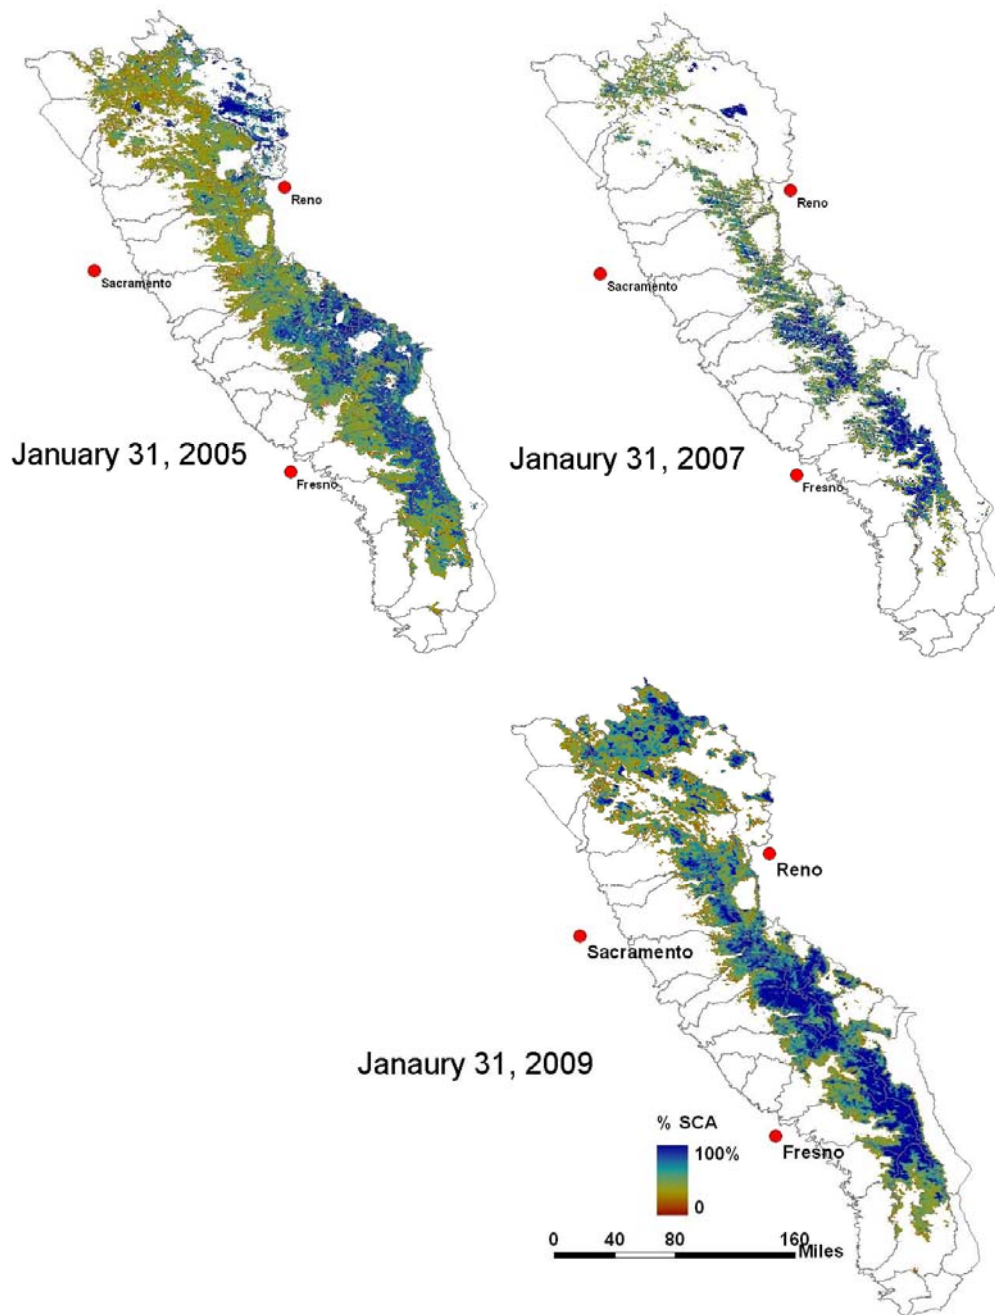 Reno
Sacramento
January 31, 2005
Fresno
Reno
Sacramento
Janaury 31, 2007
Fresno
Reno
Sacramento
Janaury 31, 2009
% SCA
100%
0
Fresno
0 40 80 160
Miles